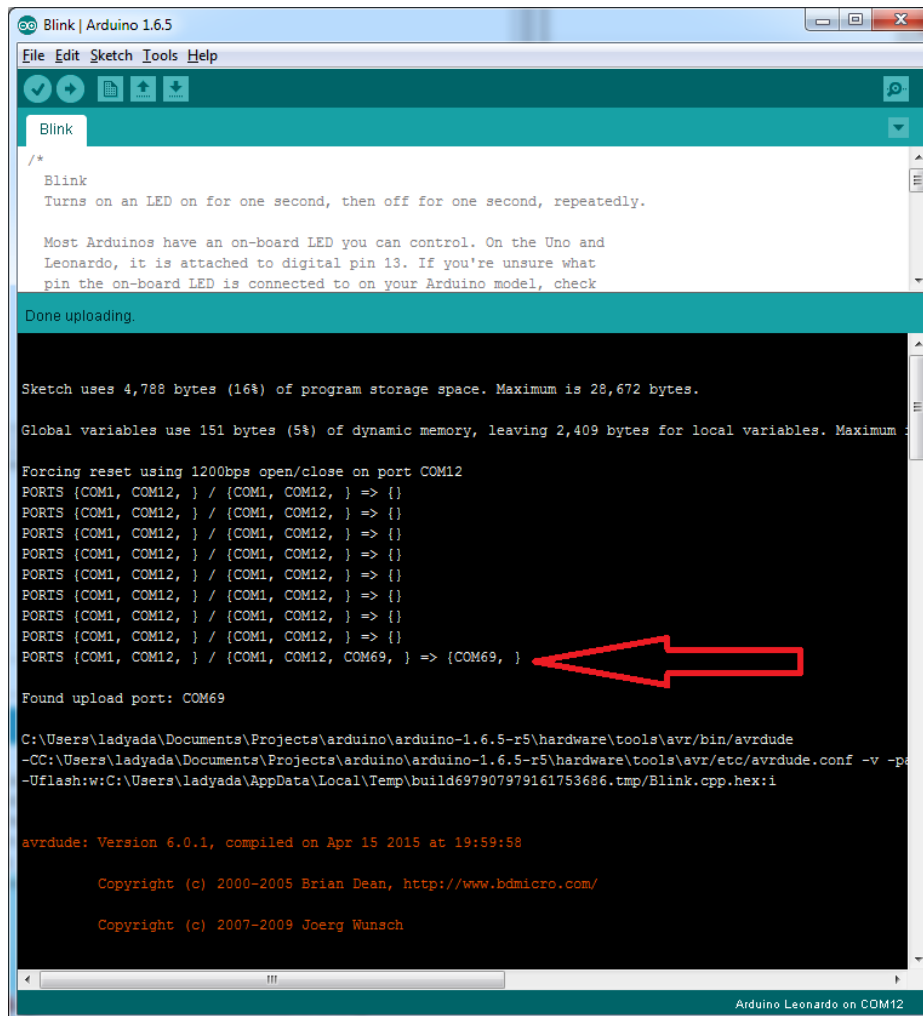 Blink | Arduino 1.6.5
File Edit Sketch Tools Help
Blink
/*
Blink
Turns on an LED on for one second, then off for one second, repeatedly.
Most Arduinos have an on-board LED you can control. On the Uno and
Leonardo, it is attached to digital pin 13. If you're unsure what
pin the on-board LED is connected to on your Arduino model, check
Done uploading.
Sketch uses 4,788 bytes (16%) of program storage space. Maximum is 28,672 bytes.
Global variables use 151 bytes (5%) of dynamic memory, leaving 2,409 bytes for local variables. Maximum
Forcing reset using 1200bps open/close on port COM12
PORTS {COM1, COM12, } / {COM1, COM12, } => {}
PORTS {COM1, COM12, } / {COM1, COM12, } => {}
PORTS {COM1, COM12, } / {COM1, COM12, } => {}
PORTS {COM1, COM12, } / {COM1, COM12, } => {}
PORTS {COM1, COM12, } / {COM1, COM12, } => {}
PORTS {COM1, COM12, } / {COM1, COM12, } => {}
PORTS {COM1, COM12, } / {COM1, COM12, } => {}
PORTS {COM1, COM12, } / {COM1, COM12, } => {}
PORTS {COM1, COM12, } / {COM1, COM12, COM69, } => {COM69, }
Found upload port: COM69
C:\Users\ladyada\Documents\Projects\arduino\arduino-1.6.5-r5\hardware\tools\avr/bin/avrdude
-CC:\Users\ladyada\Documents\Projects\arduino\arduino-1.6.5-r5\hardware\tools\avr/etc/avrdude.conf -v -pa
-Uflash:w:C:\Users\ladyada\AppData\Local\Temp\build697907979161753686.tmp/Blink.cpp.hex:i
avrdude: Version 6.0.1, compiled on Apr 15 2015 at 19:59:58
Copyright (c) 2000-2005 Brian Dean, http://www.bdmicro.com/
Copyright (c) 2007-2009 Joerg Wunsch
Arduino Leonardo on COM12